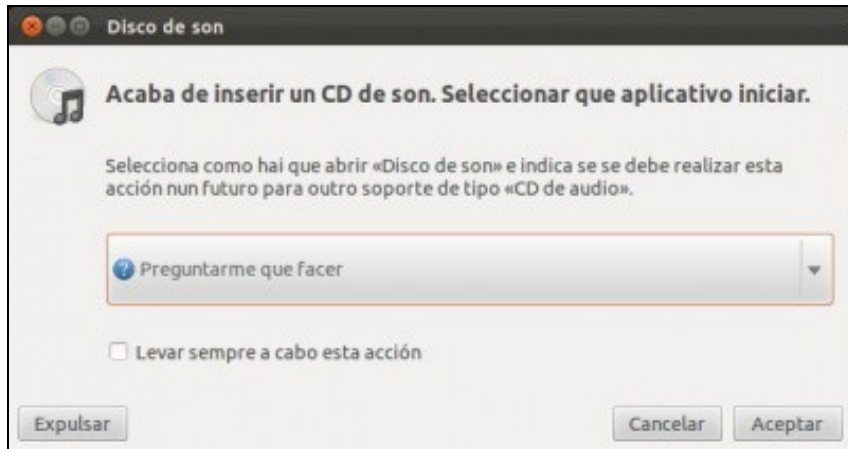 Disco de son
Acaba de inserir un CD de son. Seleccionar que aplicativo iniciar.
Selecciona como hai que abrir «Disco de son» e indica se se debe realizar esta
acción nun futuro para outro soporte de tipo «CD de audio».
Preguntarme que facer
Levar sempre a cabo esta acción
Expulsar
Cancelar
Aceptar